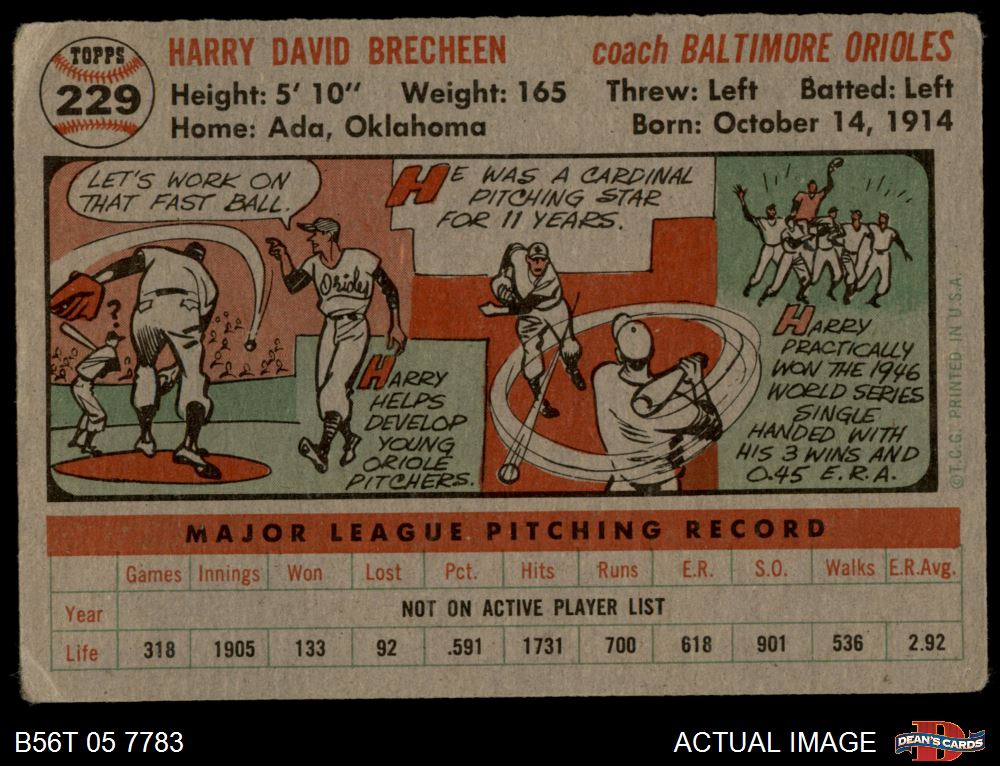 TOPPS
229
HARRY DAVID BRECHEEN
coach BALTIMORE ORIOLES
Height: 5' 10" Weight: 165 Threw: Left Batted: Left
Home: Ada, Oklahoma Born: October 14, 1914
LET'S WORK ON
THAT FAST BALL.
?
Orioles
HARRY
HELPS
DEVELOP
YOUNG
ORIOLE
PITCHERS.
HE WAS A CARDINAL
PITCHING STAR
FOR 11 YEARS.
HARRY
PRACTICALLY
WON THE 1946
WORLD SERIES
SINGLE
HANDED WITH
HIS 3 WINS AND
0.45 E.R.A.
©T.C.G. PRINTED IN U.S.A.
MAJOR LEAGUE PITCHING RECORD
Games Innings Won Lost Pct. Hits Runs E.R. S.O. Walks E.R.Avg.
Year NOT ON ACTIVE PLAYER LIST
Life 318 1905 133 92 .591 1731 700 618 901 536 2.92
B56T 05 7783
ACTUAL IMAGE
DEAN'S CARDS